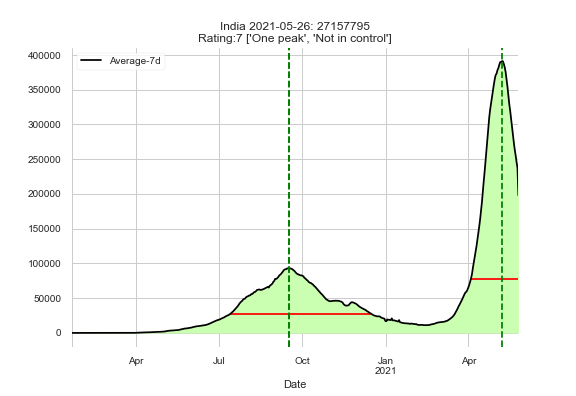 India 2021-05-26: 27157795
Rating:7 ['One peak', 'Not in control']
Average-7d
400000
350000
300000
250000
200000
150000
100000
50000
0
Apr Jul Oct Jan Apr
2021
Date